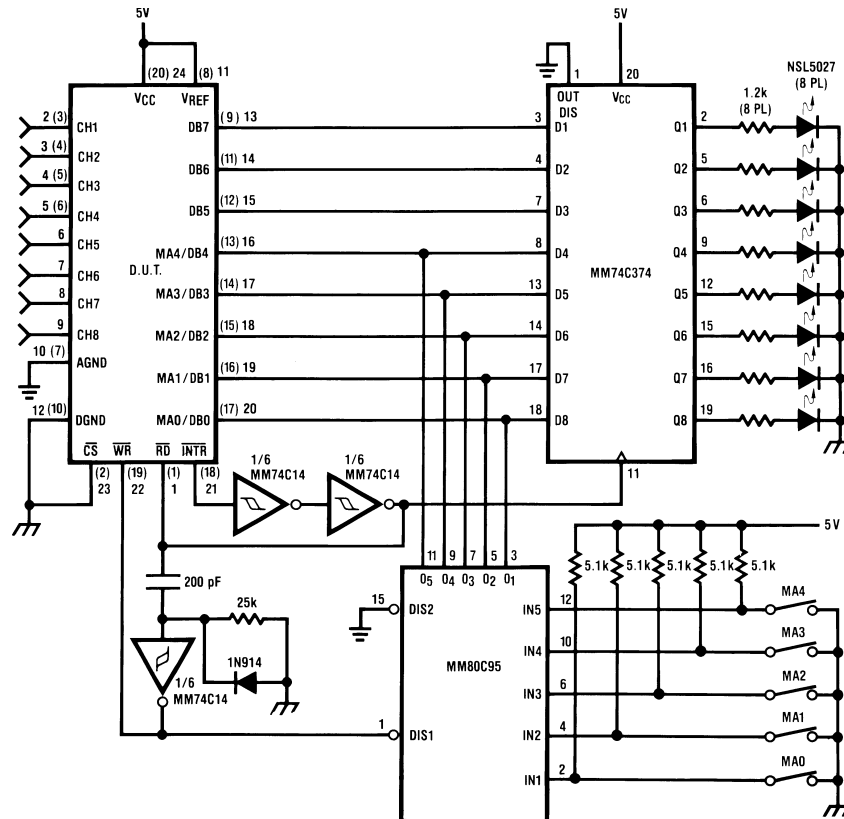 5V
5V
(20) 24
(8) 11
VCC
VREF
1
20
OUT
DIS
VCC
NSL5027
(8 PL)
1.2k
(8 PL)
2 (3)
CH1
DB7
(9) 13
3
D1
Q1
2
3 (4)
CH2
DB6
(11) 14
4
D2
Q2
5
4 (5)
CH3
DB5
(12) 15
7
D3
Q3
6
5 (6)
CH4
MA4/DB4
(13) 16
8
D4
Q4
9
6
CH5
D.U.T.
MM74C374
7
CH6
MA3/DB3
(14) 17
13
D5
Q5
12
8
CH7
9
CH8
MA2/DB2
(15) 18
14
D6
Q6
15
10 (7)
AGND
MA1/DB1
(16) 19
17
D7
Q7
16
12 (10)
DGND
MA0/DB0
(17) 20
18
D8
Q8
19
CS
WR
RD
INTR
(2)
23
(19)
22
(1)
1
(18)
21
1/6
MM74C14
1/6
MM74C14
11
5V
200 pF
25k
1N914
1/6
MM74C14
11
9
7
5
3
O5
O4
O3
O2
O1
5.1k
5.1k
5.1k
5.1k
5.1k
15
DIS2
IN5
12
MA4
MM80C95
IN4
10
MA3
IN3
6
MA2
1
DIS1
IN2
4
MA1
IN1
2
MA0